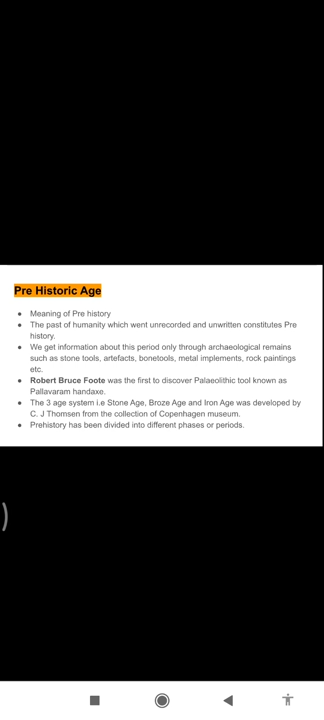 Pre Historic Age
● Meaning of Pre history
● The past of humanity which went unrecorded and unwritten constitutes Pre
history.
● We get information about this period only through archaeological remains
such as stone tools, artefacts, bonetools, metal implements, rock paintings
etc.
● Robert Bruce Foote was the first to discover Palaeolithic tool known as
Pallavaram handaxe.
● The 3 age system i.e Stone Age, Broze Age and Iron Age was developed by
C. J Thomsen from the collection of Copenhagen museum.
● Prehistory has been divided into different phases or periods.